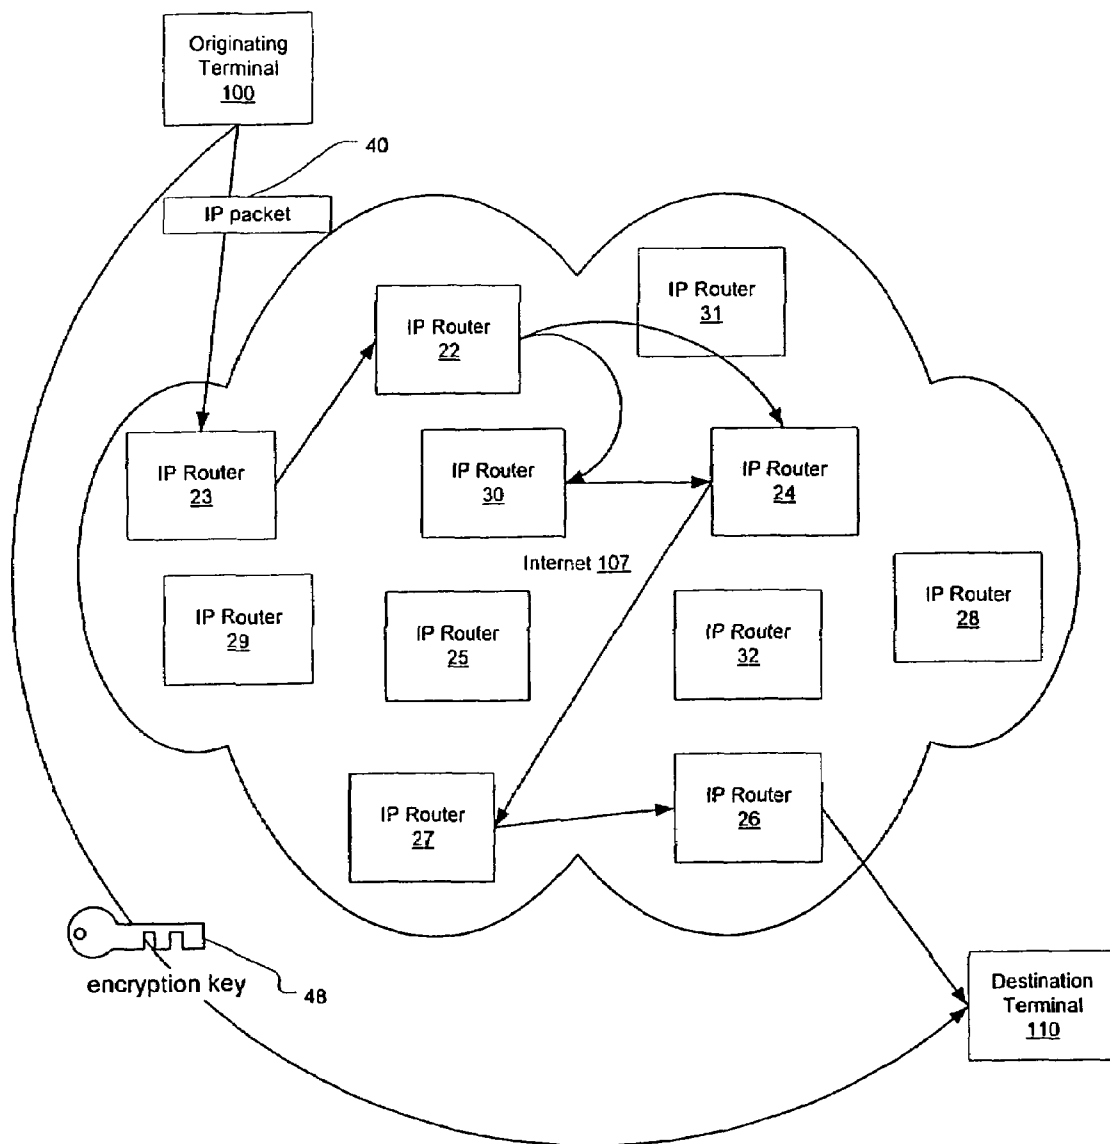 Originating
Terminal
100
40
IP packet
IP Router
31
IP Router
22
IP Router
23
IP Router
30
IP Router
24
Internet 107
IP Router
29
IP Router
25
IP Router
32
IP Router
28
IP Router
27
IP Router
26
encryption key
48
Destination
Terminal
110